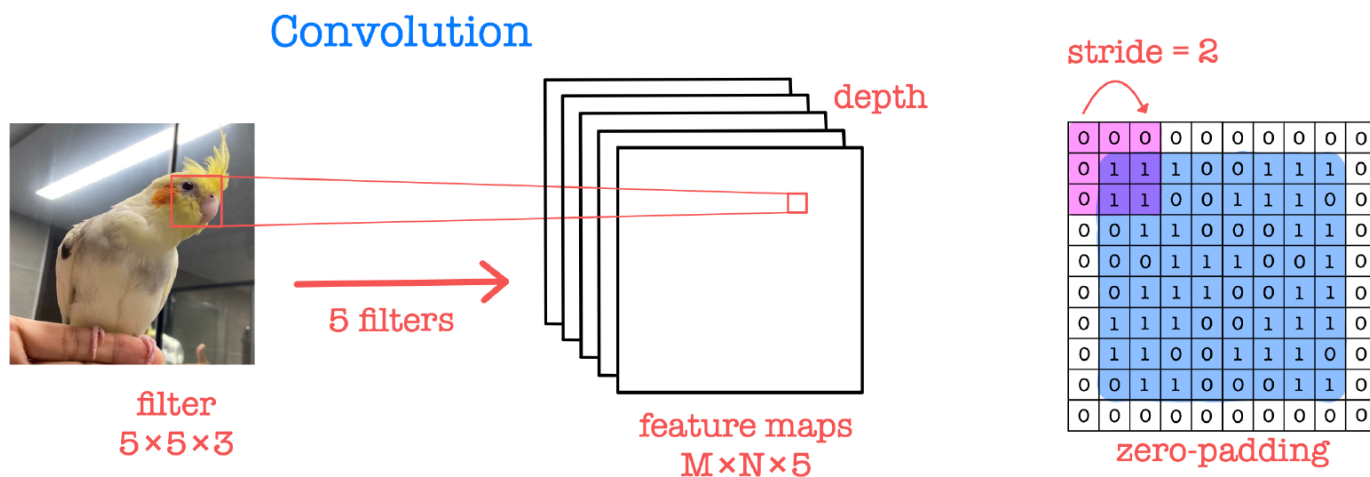 Convolution
filter
5×5×3
5 filters
depth
feature maps
M×N×5
stride = 2
0 0 0 0 0 0 0 0 0 0
0 1 1 1 0 0 1 1 1 0
0 1 1 0 0 1 1 1 0 0
0 0 1 1 0 0 0 1 1 0
0 0 0 1 1 1 0 0 1 0
0 0 1 1 1 0 0 1 1 0
0 1 1 1 0 0 1 1 1 0
0 1 1 0 0 1 1 1 0 0
0 0 1 1 0 0 0 1 1 0
0 0 0 0 0 0 0 0 0 0
zero-padding